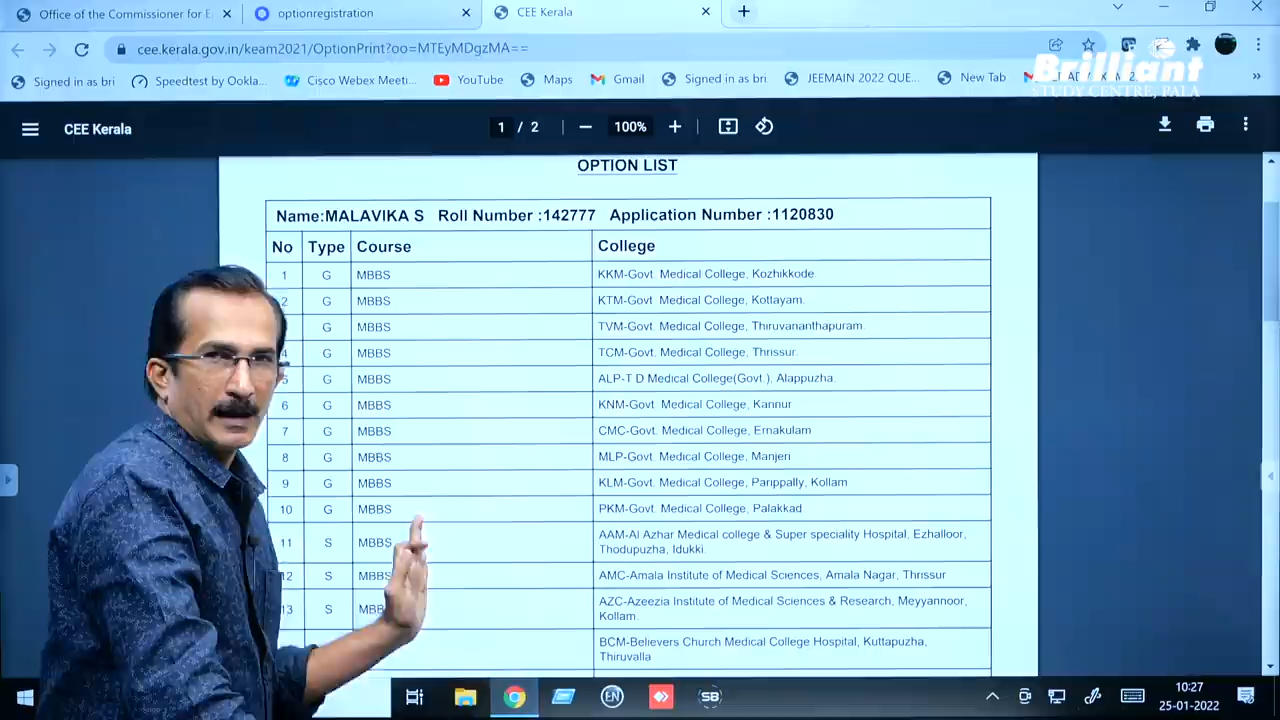 Office of the Commissioner for E
optionregistration
CEE Kerala
cee.kerala.gov.in/keam2021/OptionPrint?oo=MTEyMDgzMA==
Signed in as bri
Speedtest by Ookla...
Cisco Webex Meeti...
YouTube
Maps
Gmail
Signed in as bri
JEEMAIN 2022 QUE...
New Tab
Brilliant
STUDY CENTRE, PALA
CEE Kerala
1 / 2
100%
OPTION LIST
Name:MALAVIKA S Roll Number :142777 Application Number :1120830
No Type Course College
1 G MBBS KKM-Govt. Medical College, Kozhikkode.
2 G MBBS KTM-Govt Medical College, Kottayam.
G MBBS TVM-Govt. Medical College, Thiruvananthapuram.
4 G MBBS TCM-Govt. Medical College, Thrissur.
5 G MBBS ALP-T D Medical College(Govt.), Alappuzha.
6 G MBBS KNM-Govt Medical College, Kannur
7 G MBBS CMC-Govt. Medical College, Ernakulam
8 G MBBS MLP-Govt. Medical College, Manjeri
9 G MBBS KLM-Govt. Medical College, Parippally, Kollam
10 G MBBS PKM-Govt. Medical College, Palakkad
11 S MBBS AAM-Al Azhar Medical college & Super speciality Hospital, Ezhalloor,
Thodupuzha, Idukki.
12 S MBBS AMC-Amala Institute of Medical Sciences, Amala Nagar, Thrissur
13 S MBB AZC-Azeezia Institute of Medical Sciences & Research, Meyyannoor,
Kollam.
BCM-Believers Church Medical College Hospital, Kuttapuzha,
Thiruvalla
EN
SB
10:27
25-01-2022